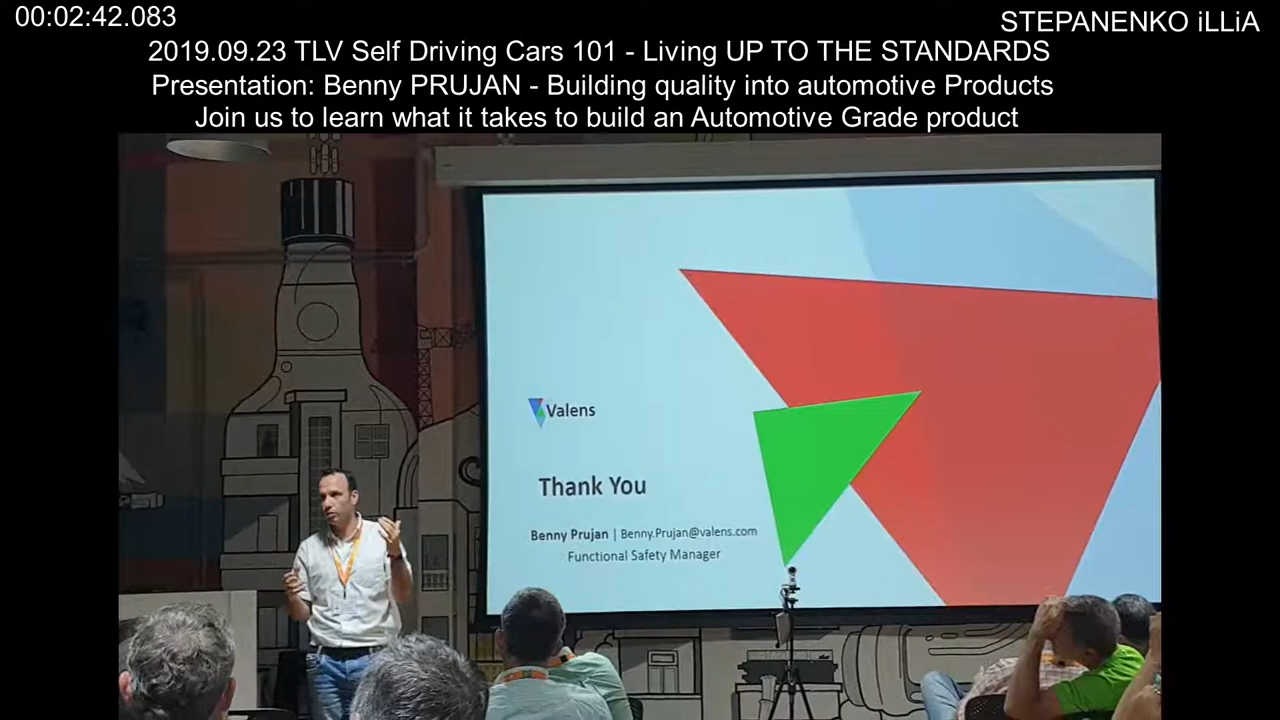 00:02:42.083
STEPANENKO iLLiA
2019.09.23 TLV Self Driving Cars 101 - Living UP TO THE STANDARDS
Presentation: Benny PRUJAN - Building quality into automotive Products
Join us to learn what it takes to build an Automotive Grade product
Valens
Thank You
Benny Prujan | Benny.Prujan@valens.com
Functional Safety Manager